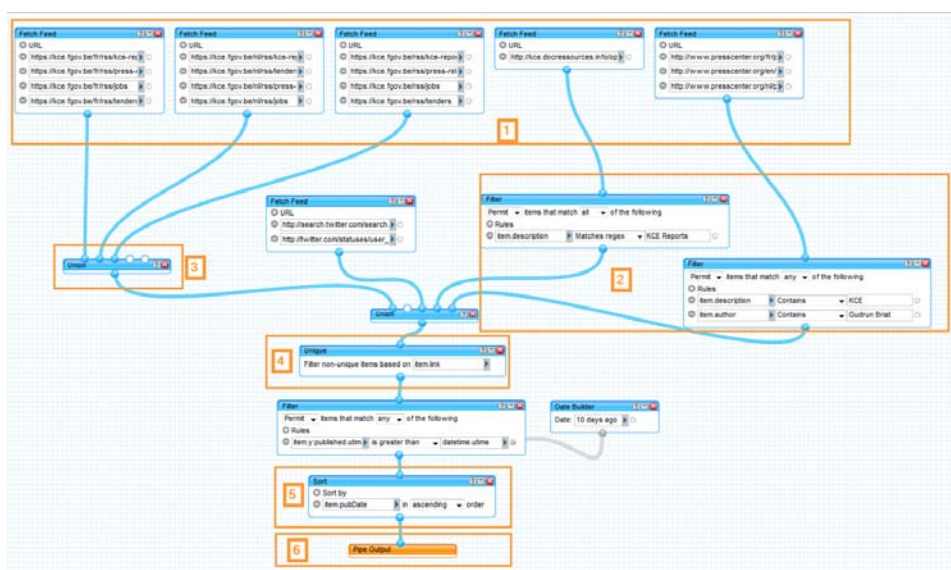 Fetch Feed
URL
https://kce.fgov.be/fr/rss/kce-rep
https://kce.fgov.be/fr/rss/press-r
https://kce.fgov.be/fr/rss/jobs
https://kce.fgov.be/fr/rss/tenders
Fetch Feed
URL
https://kce.fgov.be/nl/rss/kce-re
https://kce.fgov.be/nl/rss/tender
https://kce.fgov.be/nl/rss/press-
https://kce.fgov.be/nl/rss/jobs
Fetch Feed
URL
https://kce.fgov.be/rss/kce-repor
https://kce.fgov.be/rss/press-rel
https://kce.fgov.be/rss/jobs
https://kce.fgov.be/rss/tenders
Fetch Feed
URL
http://kce.docressources.info/op
Fetch Feed
URL
http://www.presscenter.org/fr/p
http://www.presscenter.org/en/
http://www.presscenter.org/nl/p
1
Fetch Feed
URL
http://search.twitter.com/search.
http://twitter.com/statuses/user_
Filter
Permit items that match all of the following
Rules
item.description Matches regex KCE Reports
2
Filter
Permit items that match any of the following
Rules
item.description Contains KCE
item.author Contains Gudrun Briat
Union
3
Union
4
Unique
Filter non-unique items based on item.link
Filter
Permit items that match any of the following
Rules
item.y:published.utim is greater than datetime.utime
Date Builder
Date: 10 days ago
5
Sort
Sort by
item.pubDate in ascending order
6
Pipe Output